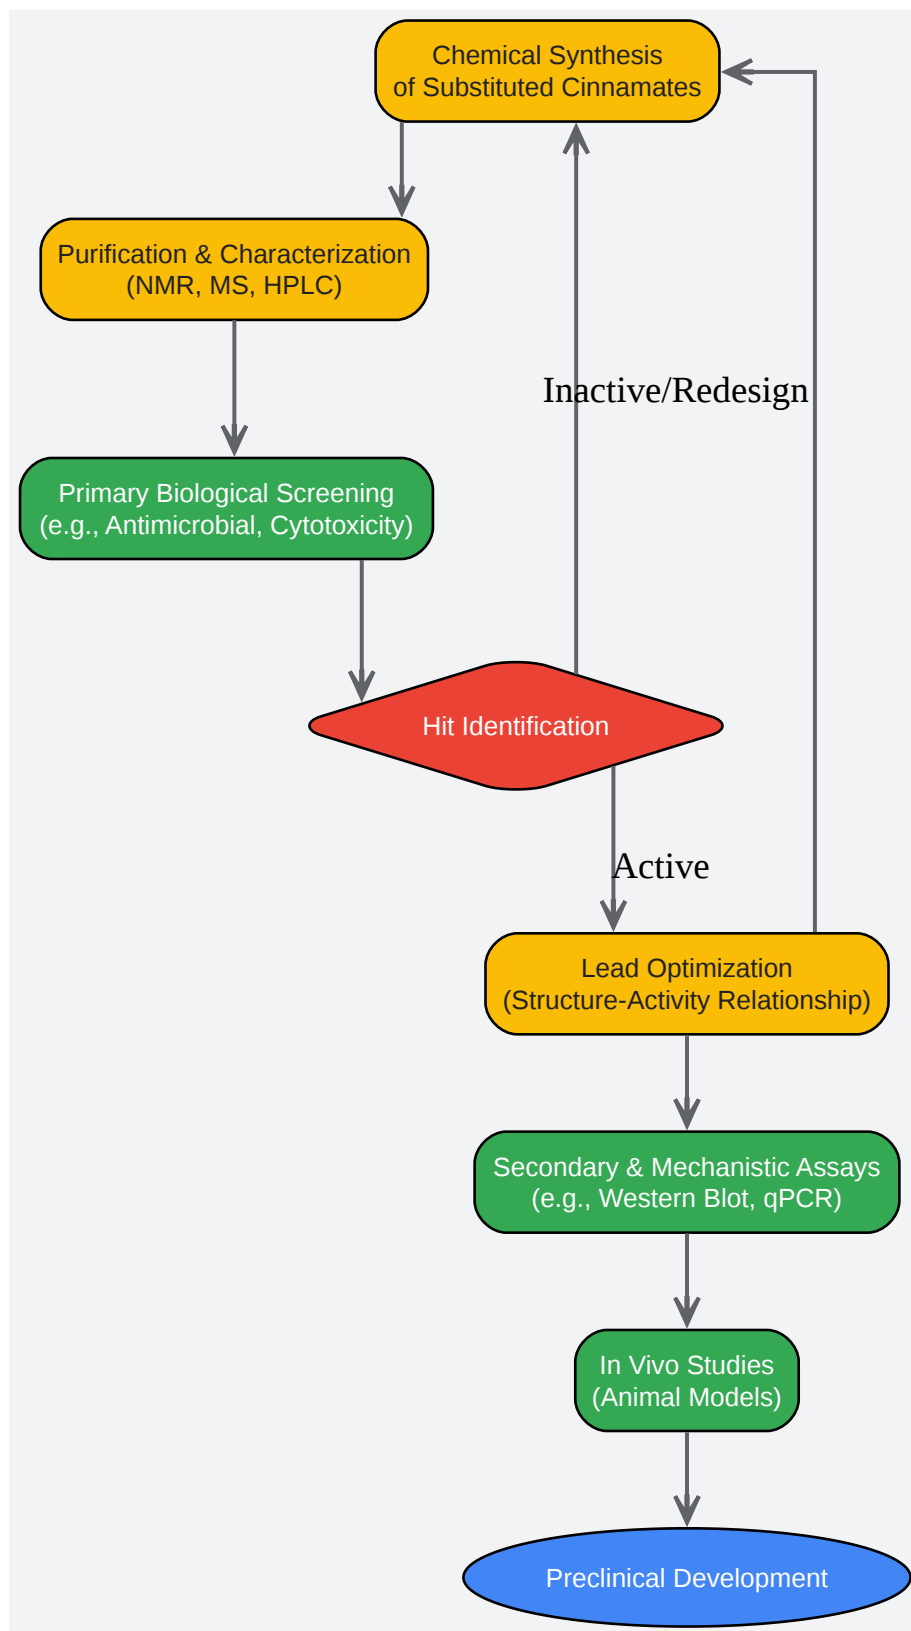 Chemical Synthesis
of Substituted Cinnamates
Purification & Characterization
(NMR, MS, HPLC)
Inactive/Redesign
Primary Biological Screening
(e.g., Antimicrobial, Cytotoxicity)
Hit Identification
Active
Lead Optimization
(Structure-Activity Relationship)
Secondary & Mechanistic Assays
(e.g., Western Blot, qPCR)
In Vivo Studies
(Animal Models)
Preclinical Development